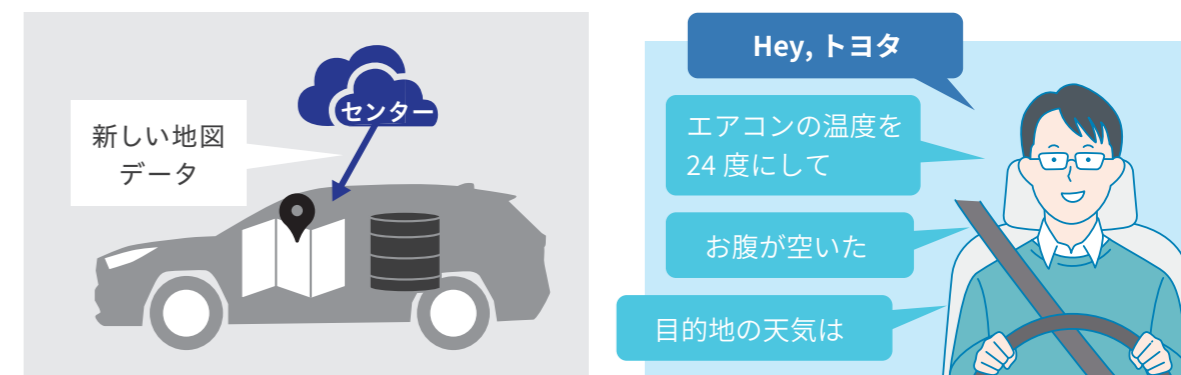 新しい地図
データ
センター
Hey, トヨタ
エアコンの温度を
24 度にして
お腹が空いた
目的地の天気は